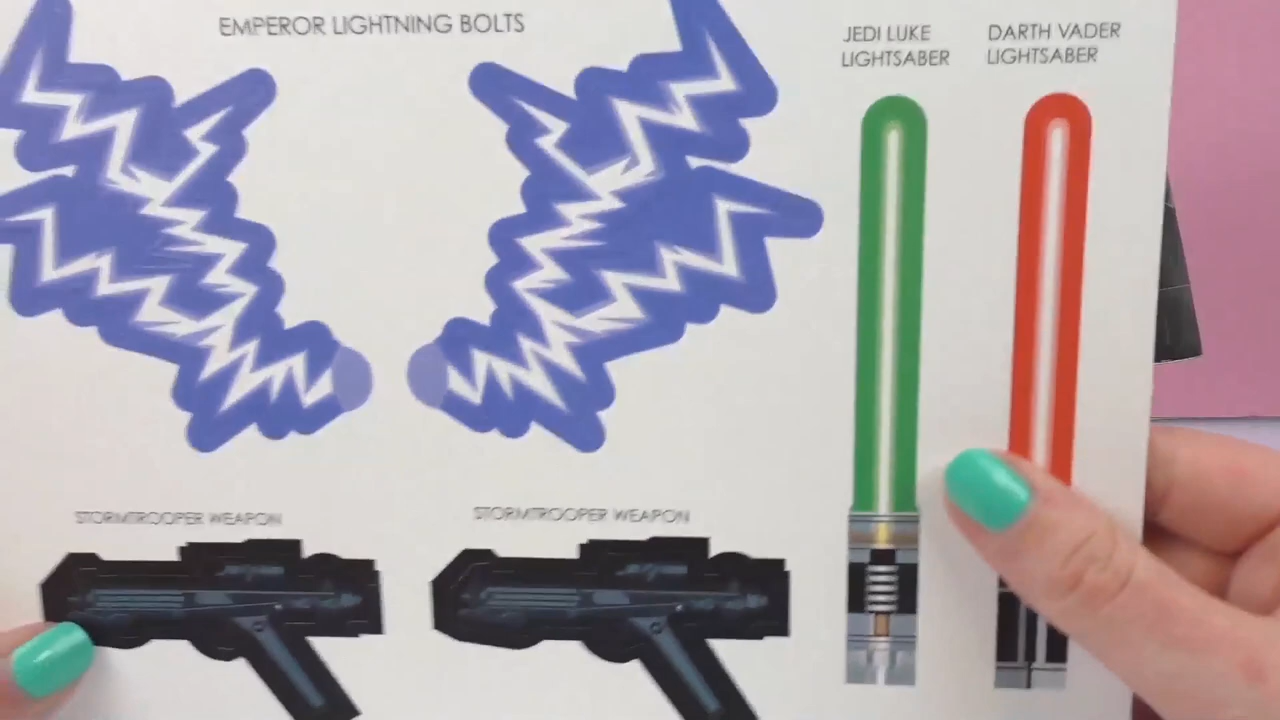 EMPEROR LIGHTNING BOLTS
JEDI LUKE
LIGHTSABER
DARTH VADER
LIGHTSABER
STORMTROOPER WEAPON
STORMTROOPER WEAPON